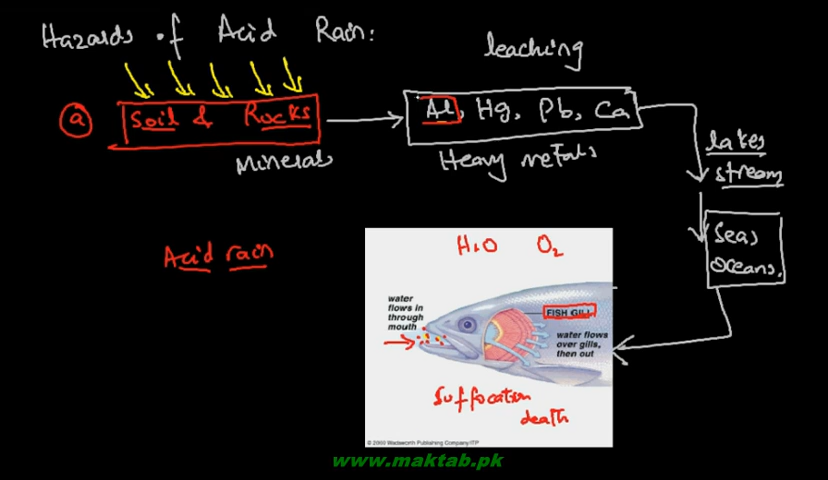 Hazards of Acid Rain:
leaching
a Soil & Rocks
Al, Hg, Pb, Ca
Minerals
Heavy metals
lakes
stream
Seas
Oceans.
Acid rain
H2O O2
water
flows in
through
mouth
FISH GILL
water flows
over gills,
then out
Suffocation
death
© 2000 Wadsworth Publishing Company/ITP
www.maktab.pk